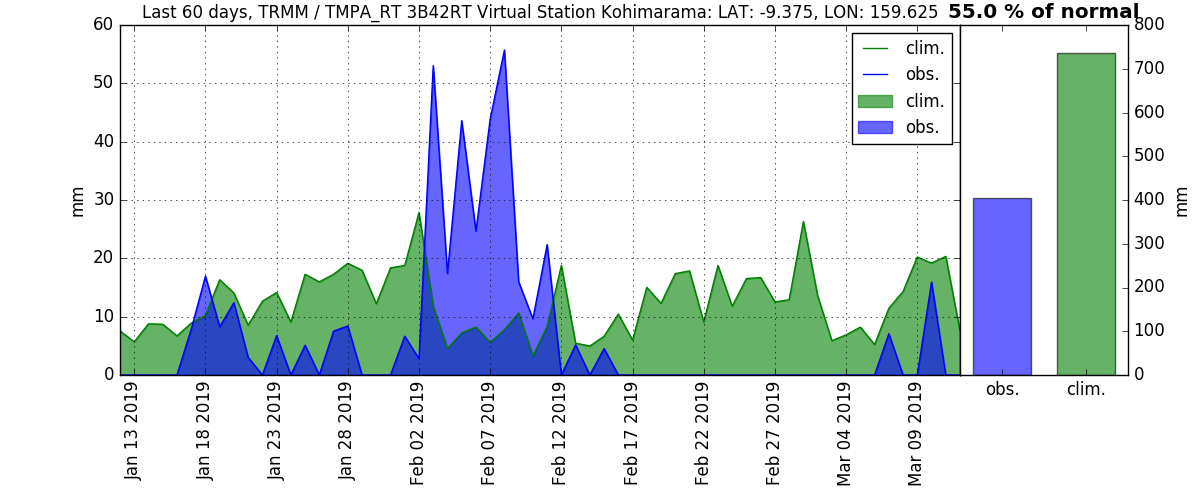 Last 60 days, TRMM / TMPA_RT 3B42RT Virtual Station Kohimarama: LAT: -9.375, LON: 159.625
55.0 % of normal
60
50
40
30
20
10
0
mm
clim.
obs.
clim.
obs.
800
700
600
500
400
300
200
100
0
mm
Jan 13 2019
Jan 18 2019
Jan 23 2019
Jan 28 2019
Feb 02 2019
Feb 07 2019
Feb 12 2019
Feb 17 2019
Feb 22 2019
Feb 27 2019
Mar 04 2019
Mar 09 2019
obs.
clim.